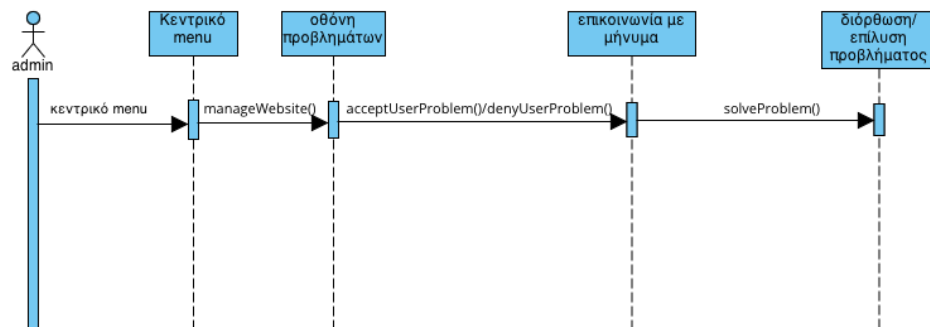 admin
Κεντρικό
menu
οθόνη
προβλημάτων
επικοινωνία με
μήνυμα
διόρθωση/
επίλυση
προβλήματος
κεντρικό menu
manageWebsite()
acceptUserProblem()/denyUserProblem()
solveProblem()